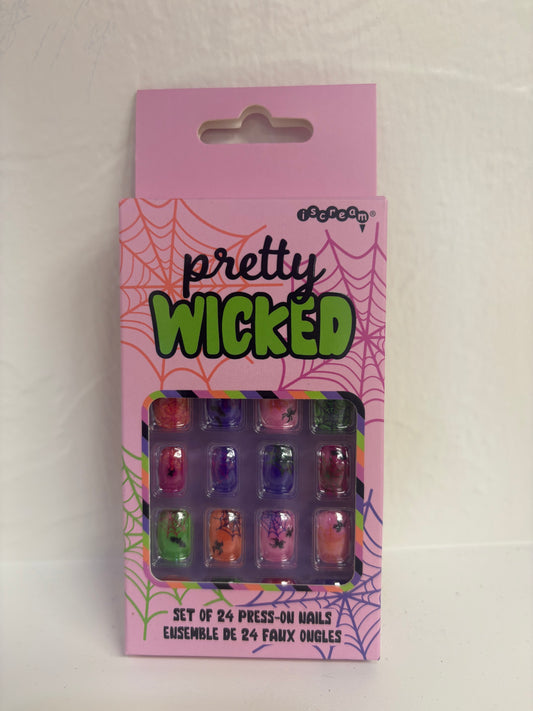 iscream®
pretty
WICKED
SET OF 24 PRESS-ON NAILS
ENSEMBLE DE 24 FAUX ONGLES